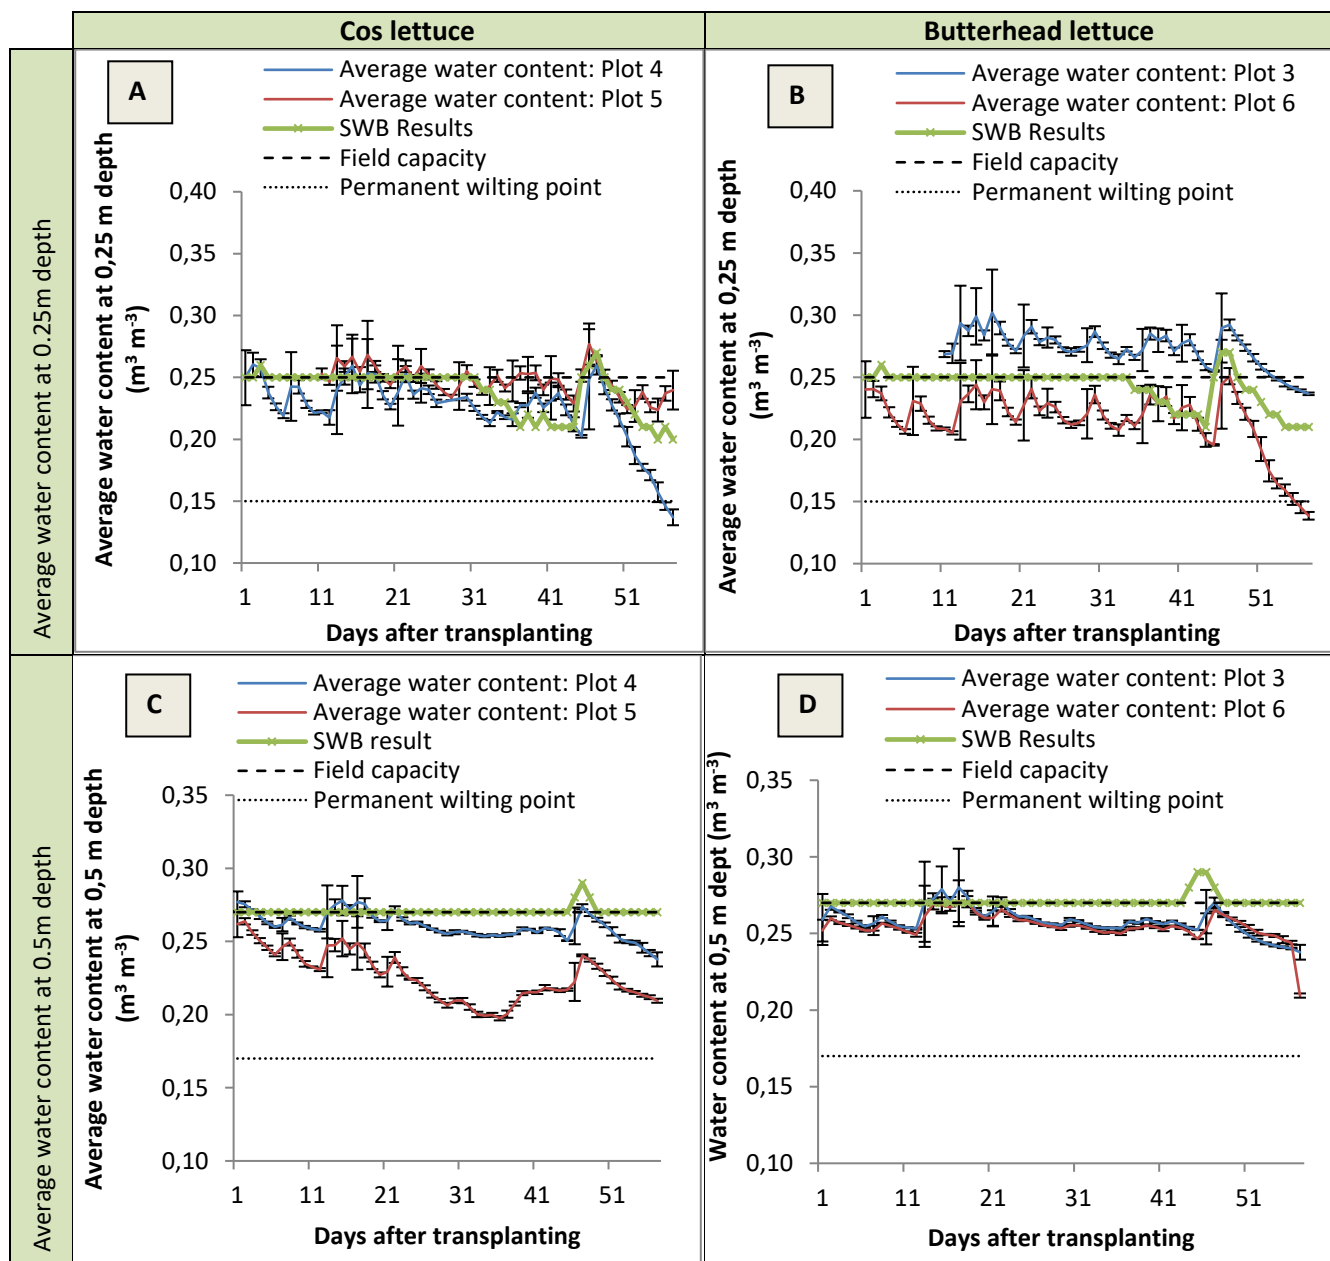 Cos lettuce
Butterhead lettuce
Average water content at 0.25m depth
A
Average water content: Plot 4
Average water content: Plot 5
SWB Results
Field capacity
Permanent wilting point
Average water content at 0,25 m depth
(m³ m⁻³)
0,40
0,35
0,30
0,25
0,20
0,15
0,10
1 11 21 31 41 51
Days after transplanting
B
Average water content: Plot 3
Average water content: Plot 6
SWB Results
Field capacity
Permanent wilting point
Average water content at 0,25 m depth
(m³ m⁻³)
0,40
0,35
0,30
0,25
0,20
0,15
0,10
1 11 21 31 41 51
Days after transplanting
Average water content at 0.5m depth
C
Average water content: Plot 4
Average water content: Plot 5
SWB result
Field capacity
Permanent wilting point
Average water content at 0,5 m depth
(m³ m⁻³)
0,35
0,30
0,25
0,20
0,15
0,10
1 11 21 31 41 51
Days after transplanting
D
Average water content: Plot 3
Average water content: Plot 6
SWB Results
Field capacity
Permanent wilting point
Water content at 0,5 m dept (m³ m⁻³)
0,35
0,30
0,25
0,20
0,15
0,10
1 11 21 31 41 51
Days after transplanting